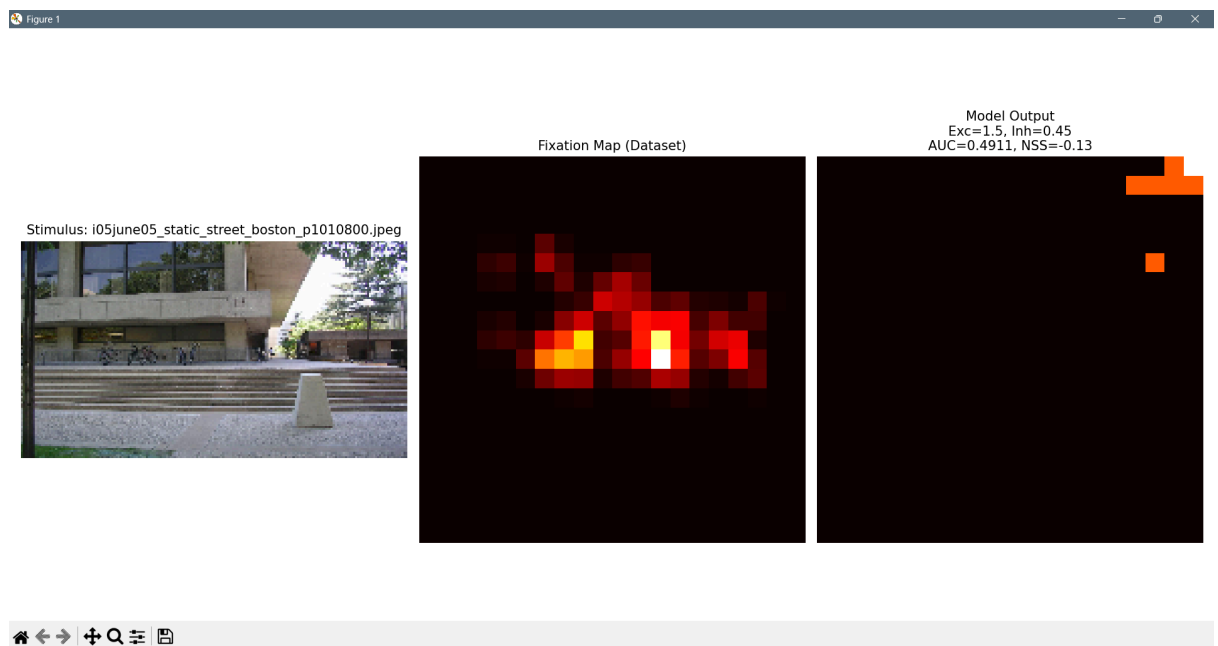 Figure 1
Stimulus: i05june05_static_street_boston_p1010800.jpeg
Fixation Map (Dataset)
Model Output
Exc=1.5, Inh=0.45
AUC=0.4911, NSS=-0.13